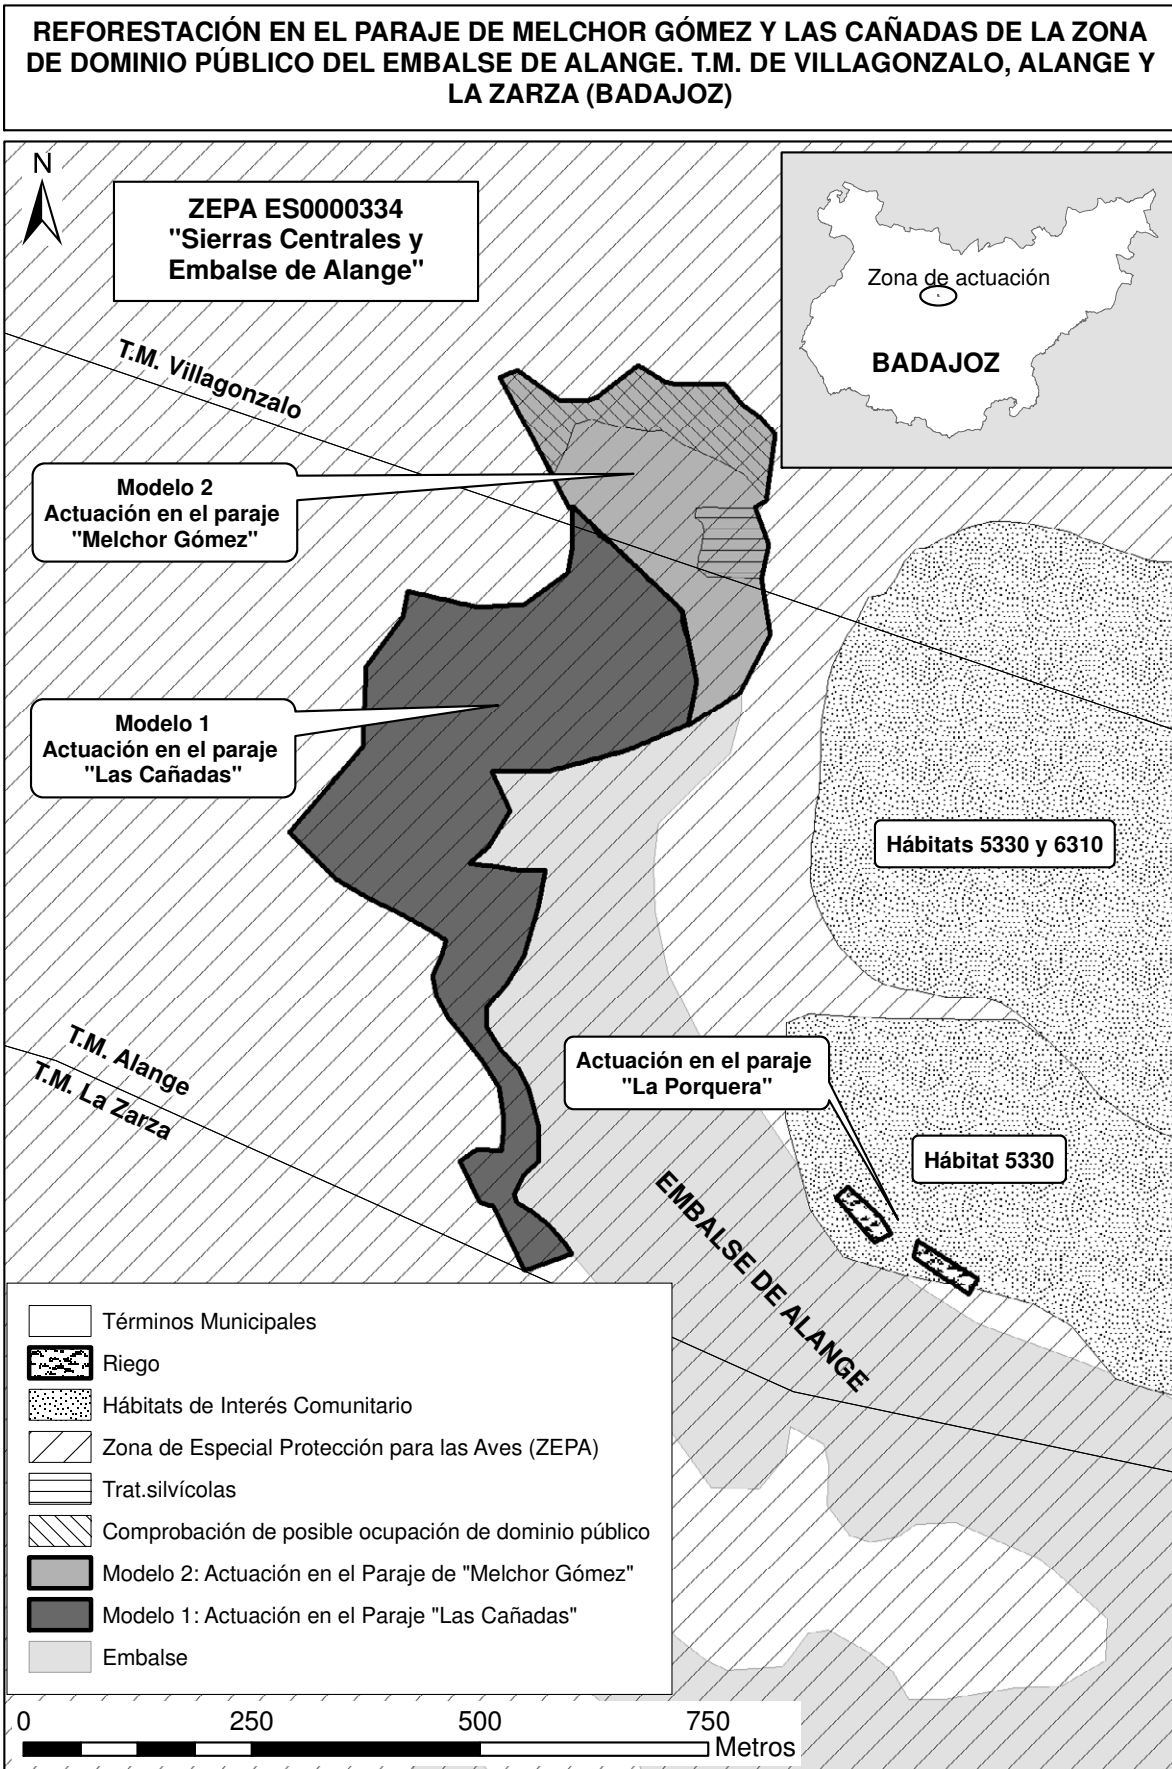 REFORESTACIÓN EN EL PARAJE DE MELCHOR GÓMEZ Y LAS CAÑADAS DE LA ZONA
DE DOMINIO PÚBLICO DEL EMBALSE DE ALANGE. T.M. DE VILLAGONZALO, ALANGE Y
LA ZARZA (BADAJOZ)
N
ZEPA ES0000334
"Sierras Centrales y
Embalse de Alange"
Zona de actuación
BADAJOZ
T.M. Villagonzalo
Modelo 2
Actuación en el paraje
"Melchor Gómez"
Modelo 1
Actuación en el paraje
"Las Cañadas"
Hábitats 5330 y 6310
T.M. Alange
T.M. La Zarza
Actuación en el paraje
"La Porquera"
Hábitat 5330
EMBALSE DE ALANGE
Términos Municipales
Riego
Hábitats de Interés Comunitario
Zona de Especial Protección para las Aves (ZEPA)
Trat.silvícolas
Comprobación de posible ocupación de dominio público
Modelo 2: Actuación en el Paraje de "Melchor Gómez"
Modelo 1: Actuación en el Paraje "Las Cañadas"
Embalse
0 250 500 750
Metros